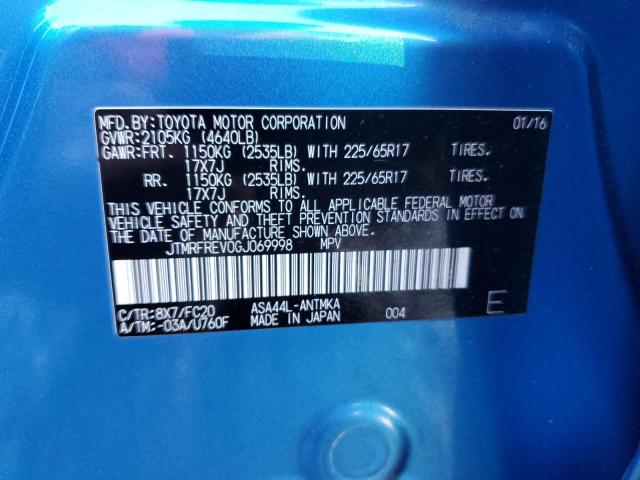 MFD.BY:TOYOTA MOTOR CORPORATION 01/16
GVWR:2105KG (4640LB)
GAWR:FRT. 1150KG (2535LB) WITH 225/65R17 TIRES.
17X7J RIMS.
RR. 1150KG (2535LB) WITH 225/65R17 TIRES.
17X7J RIMS.
THIS VEHICLE CONFORMS TO ALL APPLICABLE FEDERAL MOTOR
VEHICLE SAFETY AND THEFT PREVENTION STANDARDS IN EFFECT ON
THE DATE OF MANUFACTURE SHOWN ABOVE.
JTMRFREV0GJ069998 MPV
C/TR:8X7/FC20 ASA44L-ANTMKA
A/TM:-03A/U760F MADE IN JAPAN 004 E